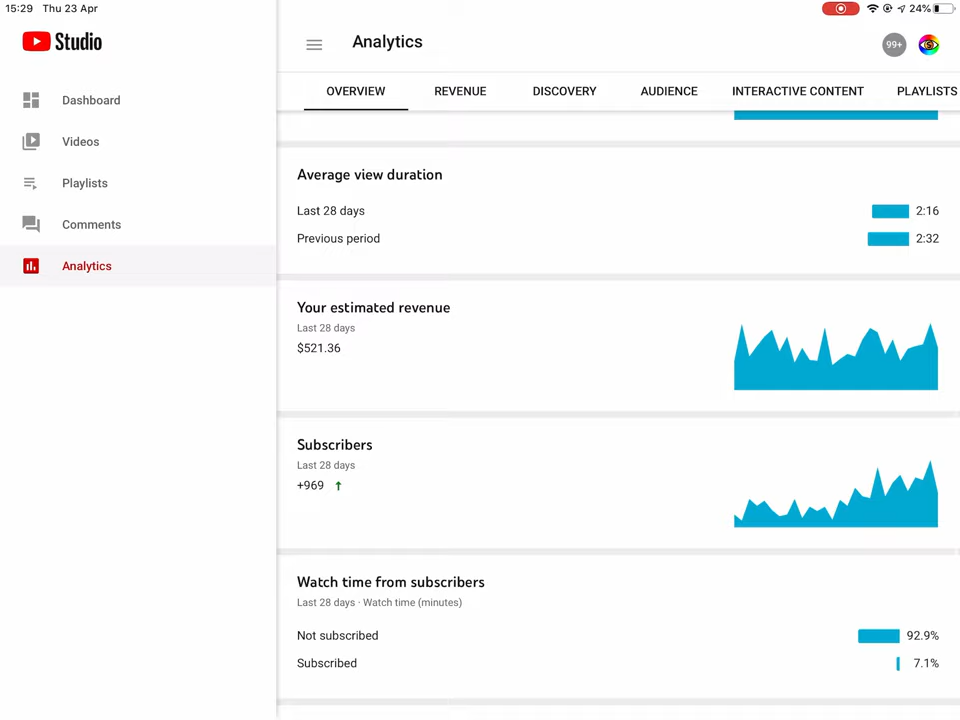 15:29 Thu 23 Apr
24%
Studio
Analytics
99+
Dashboard
Videos
Playlists
Comments
Analytics
OVERVIEW REVENUE DISCOVERY AUDIENCE INTERACTIVE CONTENT PLAYLISTS
Average view duration
Last 28 days 2:16
Previous period 2:32
Your estimated revenue
Last 28 days
$521.36
Subscribers
Last 28 days
+969
Watch time from subscribers
Last 28 days · Watch time (minutes)
Not subscribed 92.9%
Subscribed 7.1%